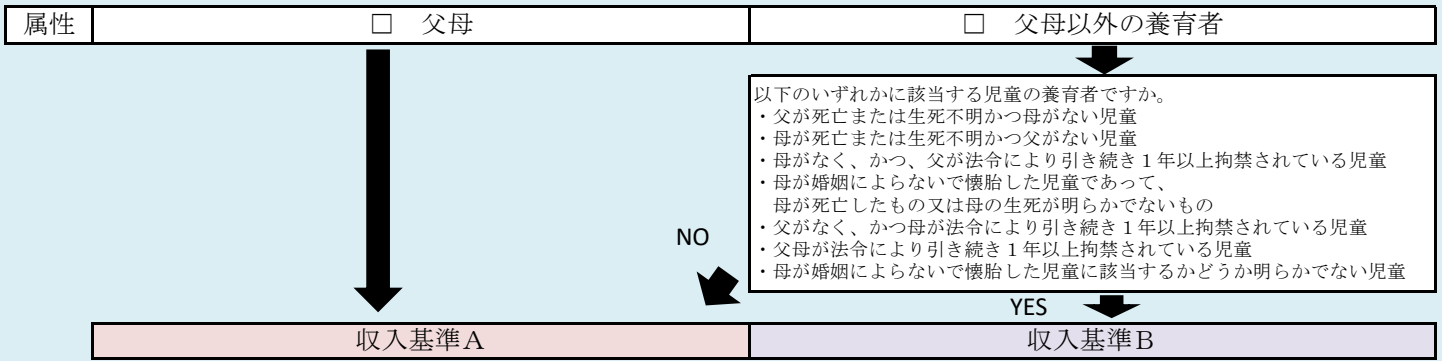 属性
□ 父母
□ 父母以外の養育者
以下のいずれかに該当する児童の養育者ですか。
・父が死亡または生死不明かつ母がない児童
・母が死亡または生死不明かつ父がない児童
・母がなく、かつ、父が法令により引き続き１年以上拘禁されている児童
・母が婚姻によらないで懐胎した児童であって、
母が死亡したもの又は母の生死が明らかでないもの
・父がなく、かつ母が法令により引き続き１年以上拘禁されている児童
・父母が法令により引き続き１年以上拘禁されている児童
・母が婚姻によらないで懐胎した児童に該当するかどうか明らかでない児童
NO
YES
収入基準Ａ
収入基準Ｂ